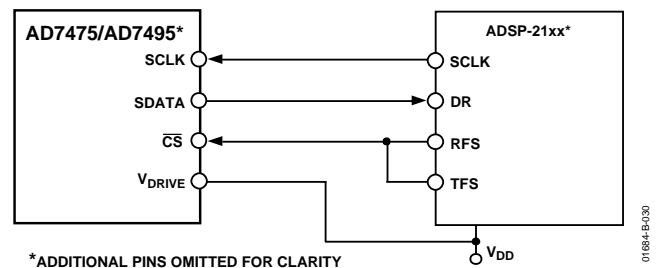 AD7475/AD7495*
SCLK
SDATA
CS
VDRIVE
ADSP-21xx*
SCLK
DR
RFS
TFS
VDD
*ADDITIONAL PINS OMITTED FOR CLARITY
01684-B-030